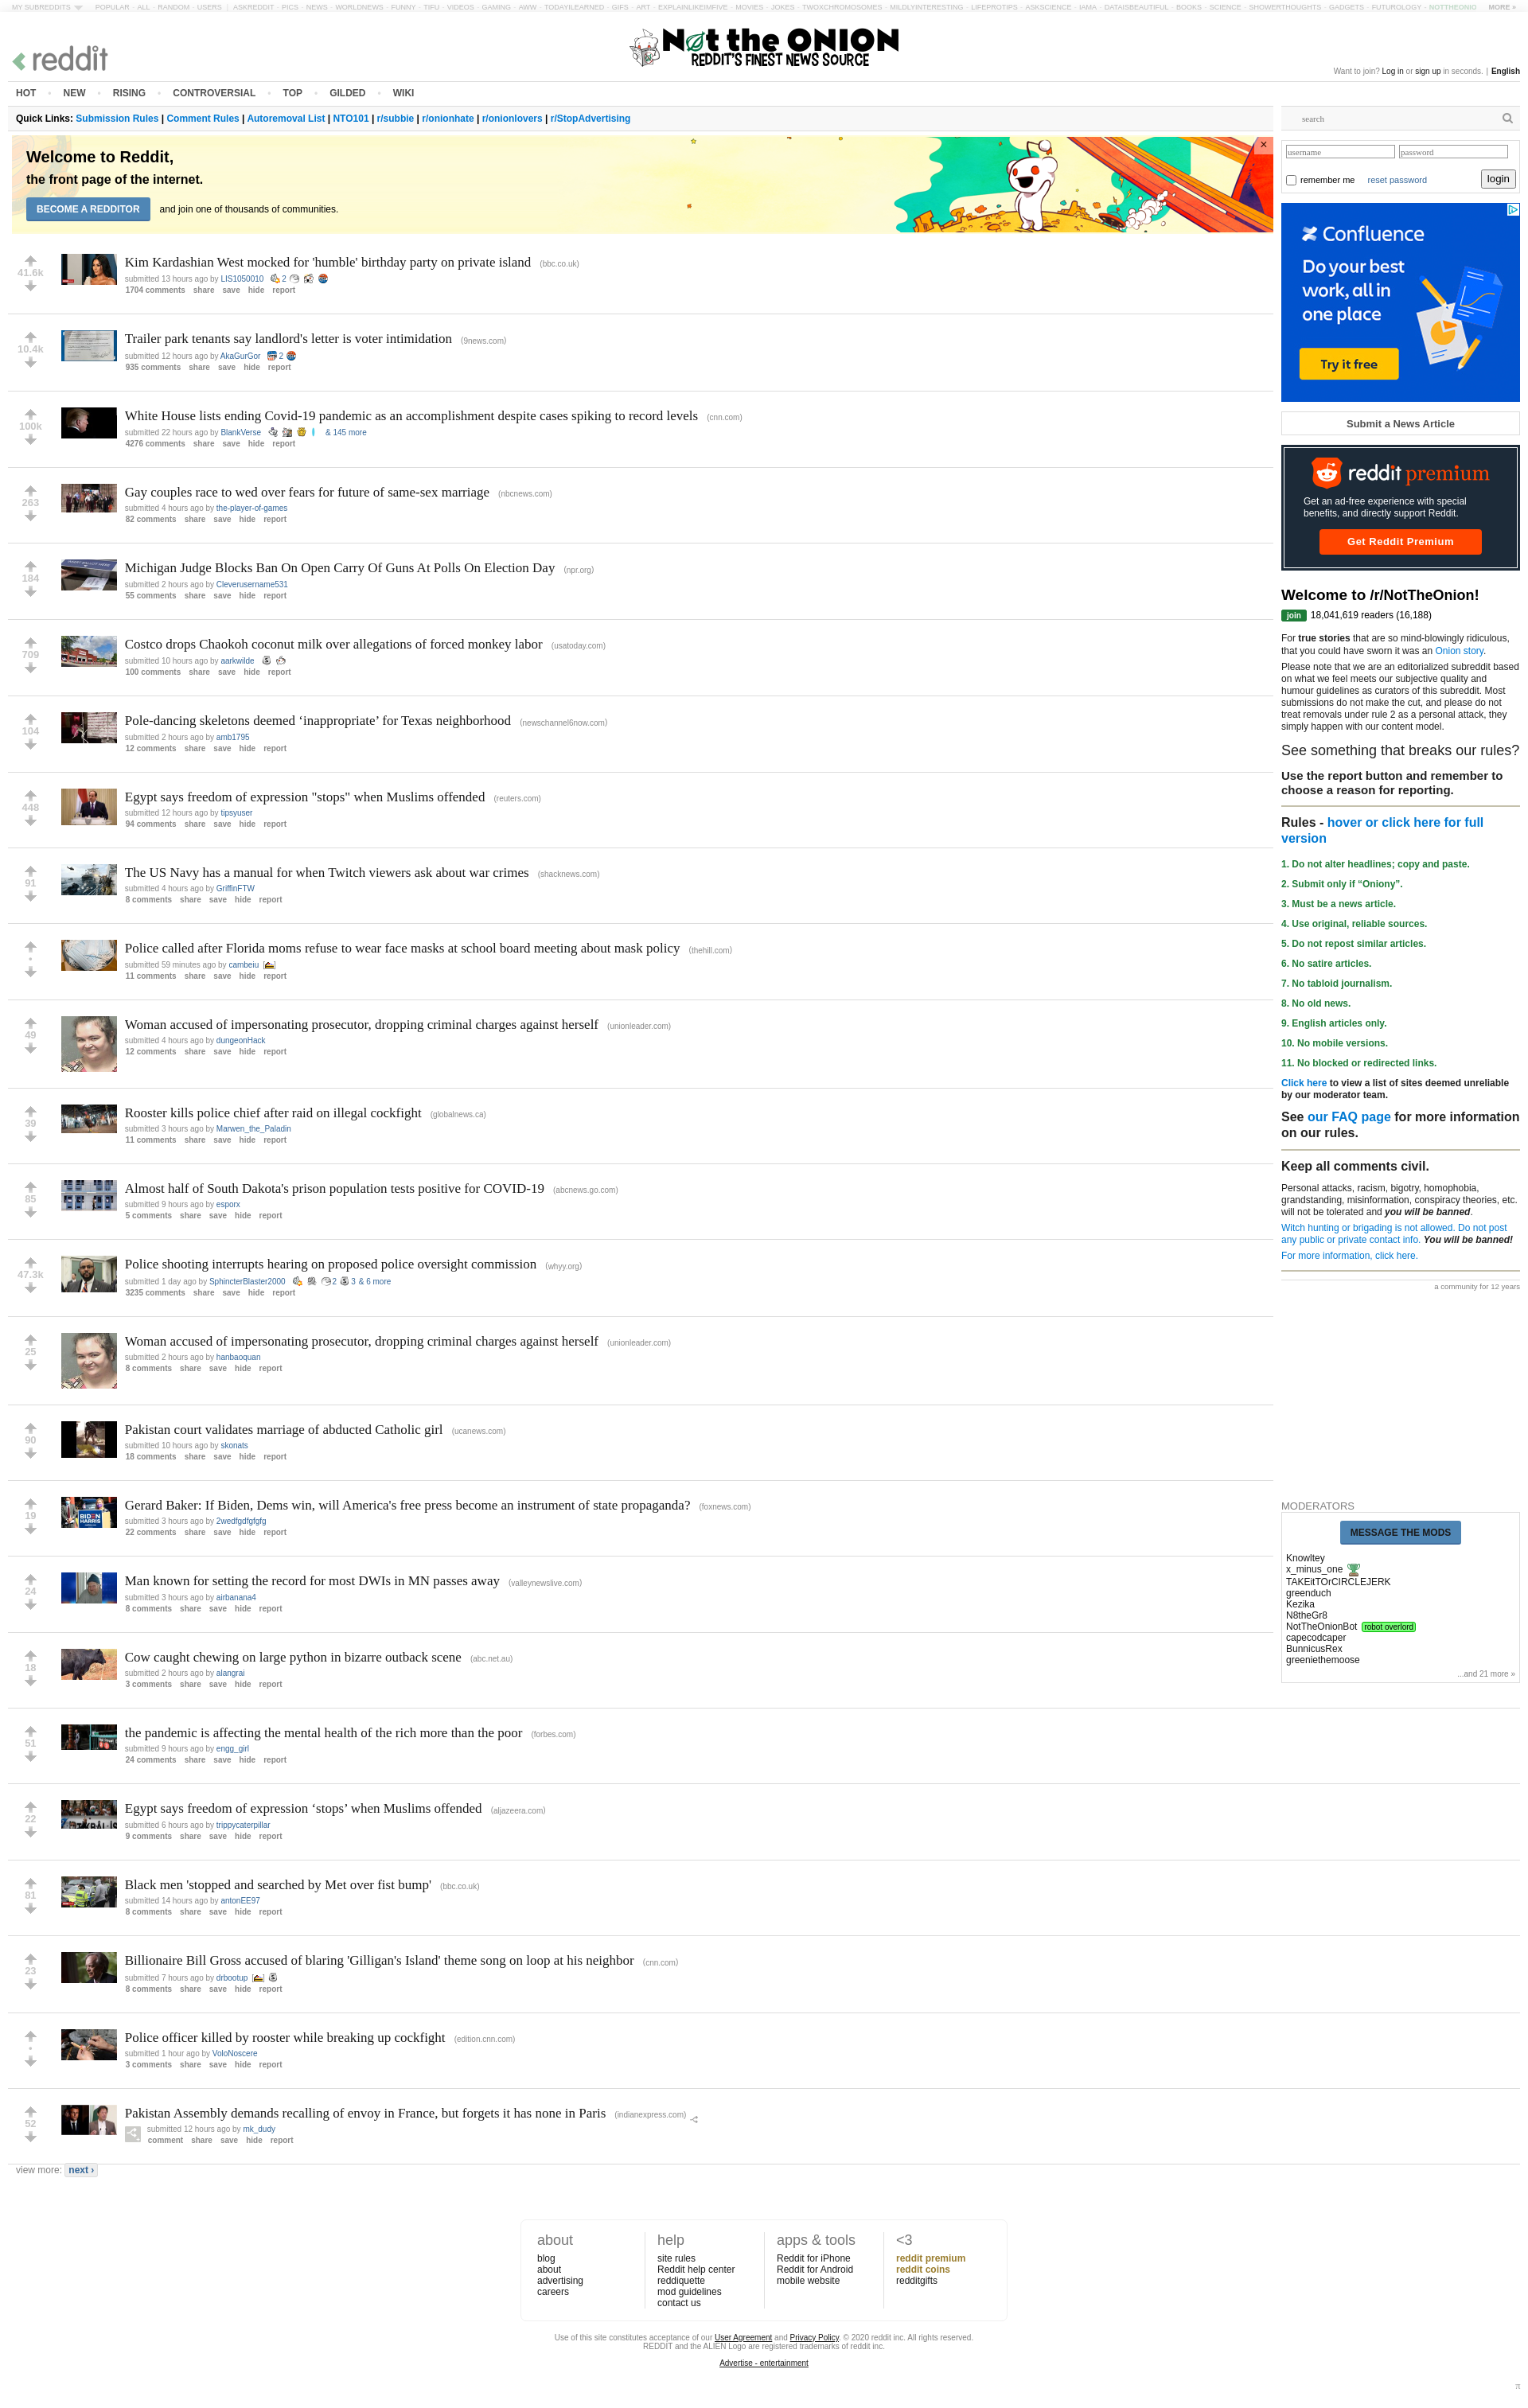 MY SUBREDDITS POPULAR - ALL - RANDOM - USERS | ASKREDDIT - PICS - NEWS - WORLDNEWS - FUNNY - TIFU - VIDEOS - GAMING - AWW - TODAYILEARNED - GIFS - ART - EXPLAINLIKEIMFIVE - MOVIES - JOKES - TWOXCHROMOSOMES - MILDLYINTERESTING - LIFEPROTIPS - ASKSCIENCE - IAMA - DATAISBEAUTIFUL - BOOKS - SCIENCE - SHOWERTHOUGHTS - GADGETS - FUTUROLOGY - NOTTHEONIO MORE »
reddit
Not the ONION
REDDIT'S FINEST NEWS SOURCE
Want to join? Log in or sign up in seconds. | English
HOT • NEW • RISING • CONTROVERSIAL • TOP • GILDED • WIKI
Quick Links: Submission Rules | Comment Rules | Autoremoval List | NTO101 | r/subbie | r/onionhate | r/onionlovers | r/StopAdvertising
Welcome to Reddit,
the front page of the internet.
BECOME A REDDITOR and join one of thousands of communities.
×
41.6k
Kim Kardashian West mocked for 'humble' birthday party on private island (bbc.co.uk)
submitted 13 hours ago by LIS1050010 2
1704 comments share save hide report
10.4k
Trailer park tenants say landlord's letter is voter intimidation (9news.com)
submitted 12 hours ago by AkaGurGor 2
935 comments share save hide report
100k
White House lists ending Covid-19 pandemic as an accomplishment despite cases spiking to record levels (cnn.com)
submitted 22 hours ago by BlankVerse & 145 more
4276 comments share save hide report
263
Gay couples race to wed over fears for future of same-sex marriage (nbcnews.com)
submitted 4 hours ago by the-player-of-games
82 comments share save hide report
184
Michigan Judge Blocks Ban On Open Carry Of Guns At Polls On Election Day (npr.org)
submitted 2 hours ago by Cleverusername531
55 comments share save hide report
709
Costco drops Chaokoh coconut milk over allegations of forced monkey labor (usatoday.com)
submitted 10 hours ago by aarkwilde
100 comments share save hide report
104
Pole-dancing skeletons deemed ‘inappropriate’ for Texas neighborhood (newschannel6now.com)
submitted 2 hours ago by amb1795
12 comments share save hide report
448
Egypt says freedom of expression "stops" when Muslims offended (reuters.com)
submitted 12 hours ago by tipsyuser
94 comments share save hide report
91
The US Navy has a manual for when Twitch viewers ask about war crimes (shacknews.com)
submitted 4 hours ago by GriffinFTW
8 comments share save hide report
•
Police called after Florida moms refuse to wear face masks at school board meeting about mask policy (thehill.com)
submitted 59 minutes ago by cambeiu
11 comments share save hide report
49
Woman accused of impersonating prosecutor, dropping criminal charges against herself (unionleader.com)
submitted 4 hours ago by dungeonHack
12 comments share save hide report
39
Rooster kills police chief after raid on illegal cockfight (globalnews.ca)
submitted 3 hours ago by Marwen_the_Paladin
11 comments share save hide report
85
Almost half of South Dakota's prison population tests positive for COVID-19 (abcnews.go.com)
submitted 9 hours ago by esporx
5 comments share save hide report
47.3k
Police shooting interrupts hearing on proposed police oversight commission (whyy.org)
submitted 1 day ago by SphincterBlaster2000 2 3 & 6 more
3235 comments share save hide report
25
Woman accused of impersonating prosecutor, dropping criminal charges against herself (unionleader.com)
submitted 2 hours ago by hanbaoquan
8 comments share save hide report
90
Pakistan court validates marriage of abducted Catholic girl (ucanews.com)
submitted 10 hours ago by skonats
18 comments share save hide report
19
Gerard Baker: If Biden, Dems win, will America's free press become an instrument of state propaganda? (foxnews.com)
submitted 3 hours ago by 2wedfgdfgfgfg
22 comments share save hide report
24
Man known for setting the record for most DWIs in MN passes away (valleynewslive.com)
submitted 3 hours ago by airbanana4
8 comments share save hide report
18
Cow caught chewing on large python in bizarre outback scene (abc.net.au)
submitted 2 hours ago by alangrai
3 comments share save hide report
51
the pandemic is affecting the mental health of the rich more than the poor (forbes.com)
submitted 9 hours ago by engg_girl
24 comments share save hide report
22
Egypt says freedom of expression ‘stops’ when Muslims offended (aljazeera.com)
submitted 6 hours ago by trippycaterpillar
9 comments share save hide report
81
Black men 'stopped and searched by Met over fist bump' (bbc.co.uk)
submitted 14 hours ago by antonEE97
8 comments share save hide report
23
Billionaire Bill Gross accused of blaring 'Gilligan's Island' theme song on loop at his neighbor (cnn.com)
submitted 7 hours ago by drbootup
8 comments share save hide report
•
Police officer killed by rooster while breaking up cockfight (edition.cnn.com)
submitted 1 hour ago by VoloNoscere
3 comments share save hide report
52
Pakistan Assembly demands recalling of envoy in France, but forgets it has none in Paris (indianexpress.com)
submitted 12 hours ago by mk_dudy
comment share save hide report
view more: next ›
search
username password
remember me reset password login
Confluence
Do your best
work, all in
one place
Try it free
Submit a News Article
reddit premium
Get an ad-free experience with special
benefits, and directly support Reddit.
Get Reddit Premium
Welcome to /r/NotTheOnion!
join 18,041,619 readers (16,188)
For true stories that are so mind-blowingly ridiculous,
that you could have sworn it was an Onion story.
Please note that we are an editorialized subreddit based
on what we feel meets our subjective quality and
humour guidelines as curators of this subreddit. Most
submissions do not make the cut, and please do not
treat removals under rule 2 as a personal attack, they
simply happen with our content model.
See something that breaks our rules?
Use the report button and remember to
choose a reason for reporting.
Rules - hover or click here for full
version
1. Do not alter headlines; copy and paste.
2. Submit only if “Oniony”.
3. Must be a news article.
4. Use original, reliable sources.
5. Do not repost similar articles.
6. No satire articles.
7. No tabloid journalism.
8. No old news.
9. English articles only.
10. No mobile versions.
11. No blocked or redirected links.
Click here to view a list of sites deemed unreliable
by our moderator team.
See our FAQ page for more information
on our rules.
Keep all comments civil.
Personal attacks, racism, bigotry, homophobia,
grandstanding, misinformation, conspiracy theories, etc.
will not be tolerated and you will be banned.
Witch hunting or brigading is not allowed. Do not post
any public or private contact info. You will be banned!
For more information, click here.
a community for 12 years
MODERATORS
MESSAGE THE MODS
Knowltey
x_minus_one
TAKEitTOrCIRCLEJERK
greenduch
Kezika
N8theGr8
NotTheOnionBot robot overlord
capecodcaper
BunnicusRex
greeniethemoose
...and 21 more »
about
blog
about
advertising
careers
help
site rules
Reddit help center
reddiquette
mod guidelines
contact us
apps & tools
Reddit for iPhone
Reddit for Android
mobile website
<3
reddit premium
reddit coins
redditgifts
Use of this site constitutes acceptance of our User Agreement and Privacy Policy. © 2020 reddit inc. All rights reserved.
REDDIT and the ALIEN Logo are registered trademarks of reddit inc.
Advertise - entertainment
π